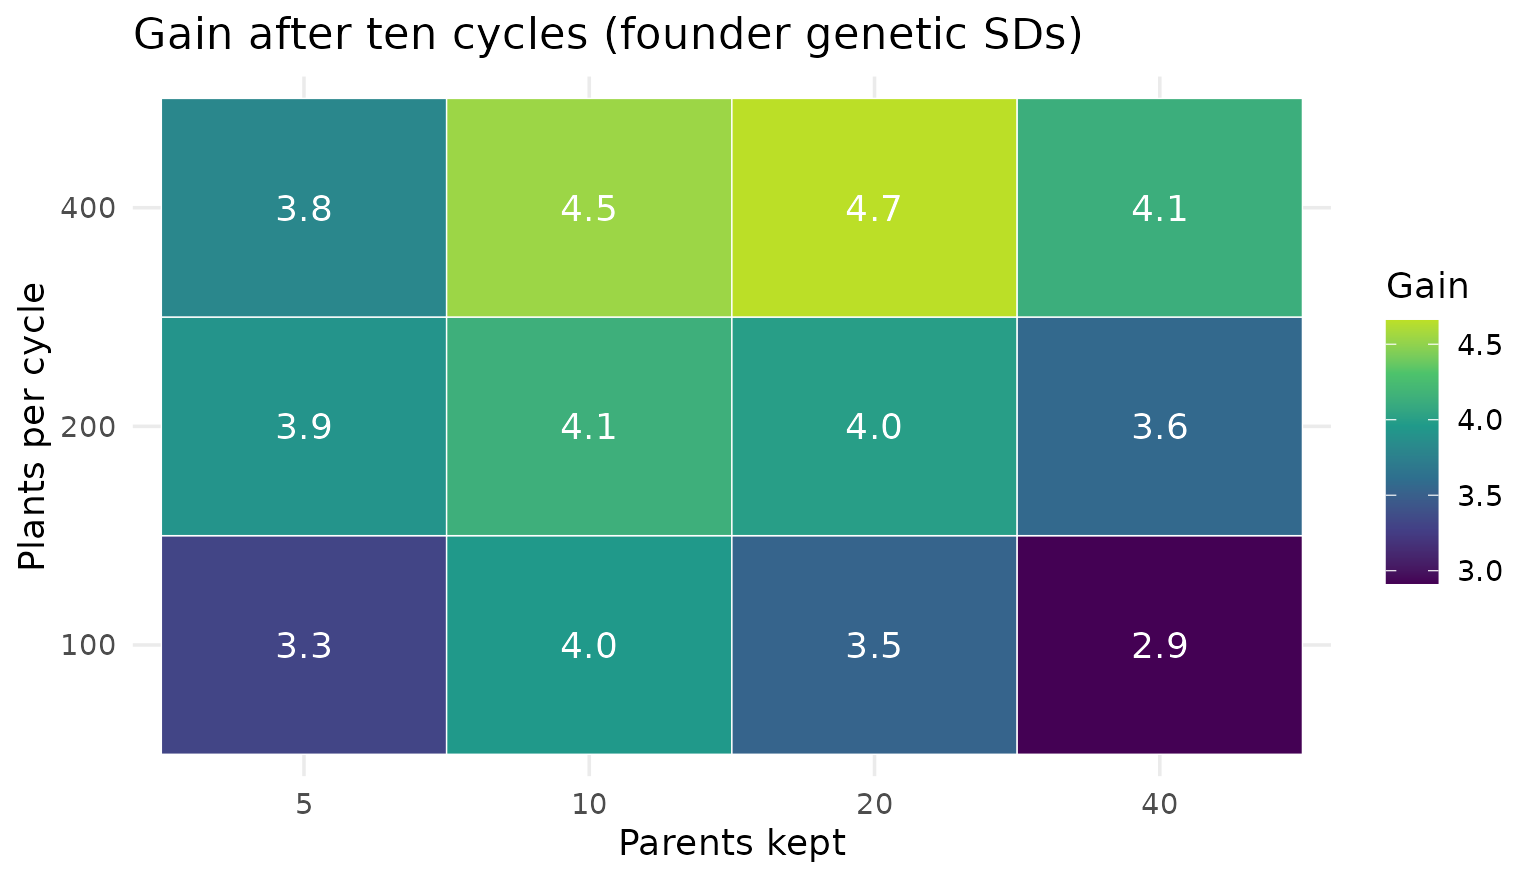 Gain after ten cycles (founder genetic SDs)
Plants per cycle
400
3.8 4.5 4.7 4.1
200
3.9 4.1 4.0 3.6
100
3.3 4.0 3.5 2.9
5 10 20 40
Parents kept
Gain
4.5
4.0
3.5
3.0